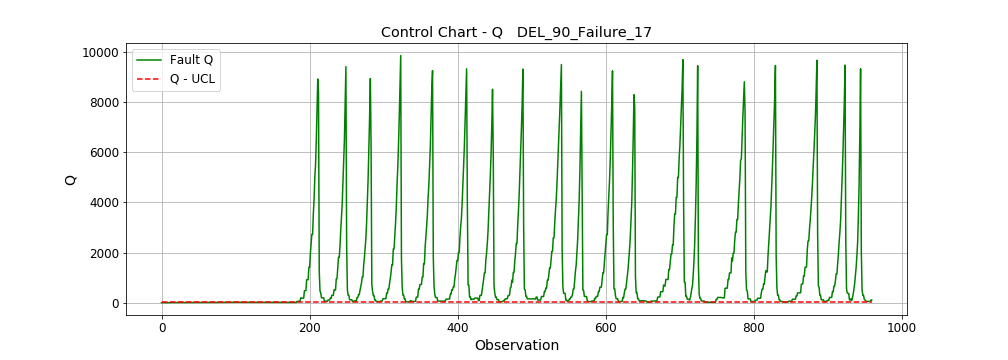 Control Chart - Q   DEL_90_Failure_17
Fault Q
Q - UCL
10000
8000
6000
4000
2000
0
Q
0 200 400 600 800 1000
Observation